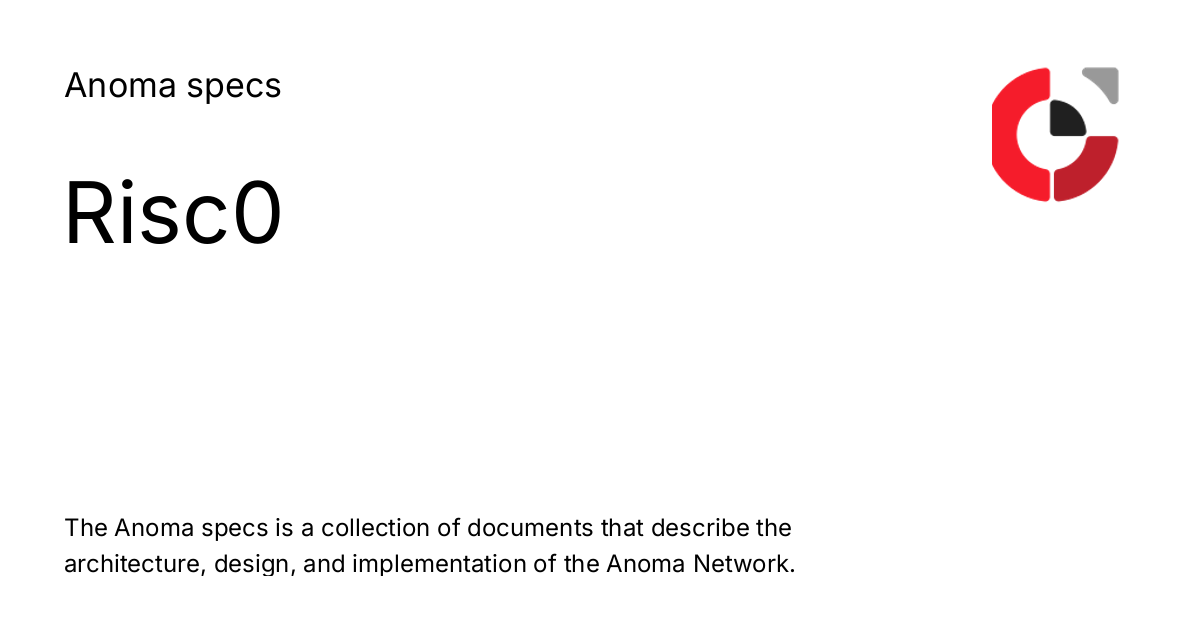 Anoma specs
Risc0
The Anoma specs is a collection of documents that describe the
architecture, design, and implementation of the Anoma Network.